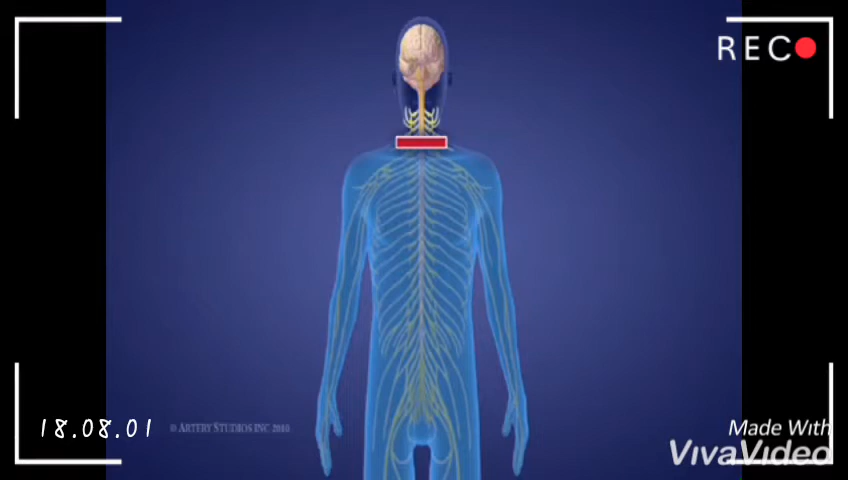 REC
18.08.01
© ARTERY STUDIOS INC 2010
Made With
VivaVideo